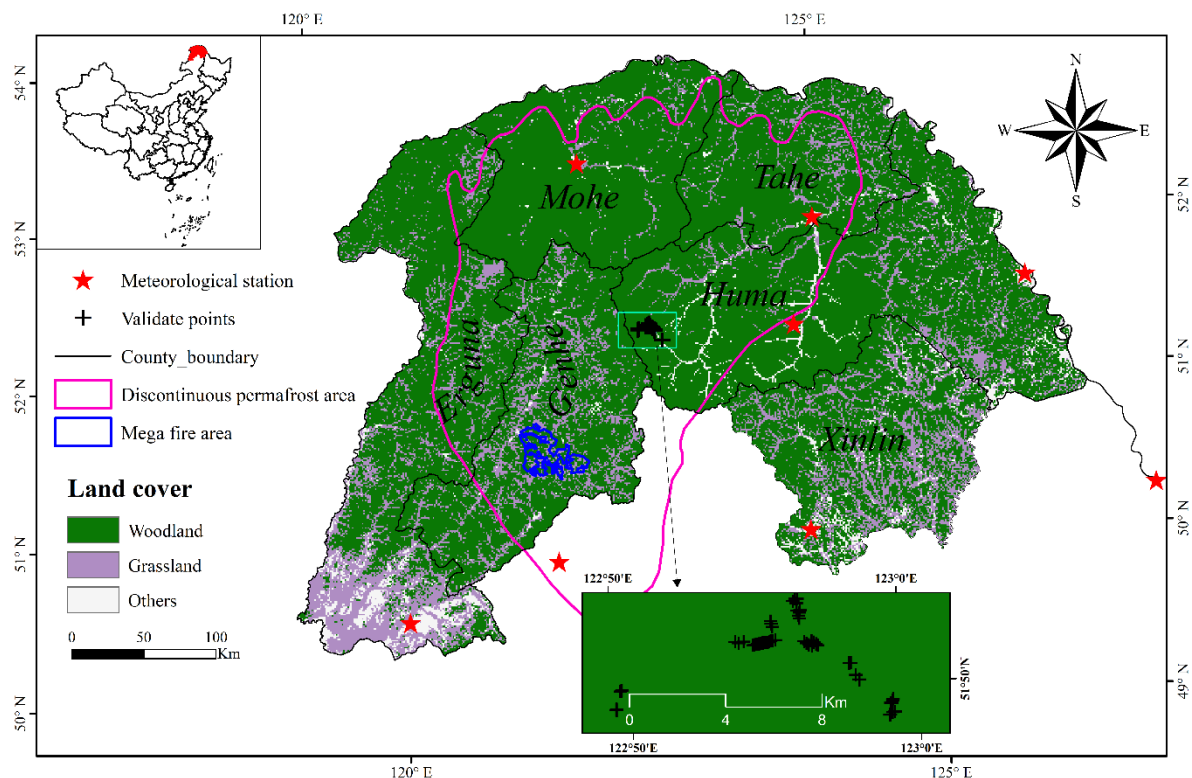 120° E
125° E
54° N
53° N
52° N
51° N
50° N
52° N
51° N
50° N
49° N
N
W
E
S
Mohe
Tahe
Huma
Erguna
Genhe
Xinlin
Meteorological station
Validate points
County_boundary
Discontinuous permafrost area
Mega fire area
Land cover
Woodland
Grassland
Others
0 50 100
Km
122°50'E
123°0'E
51°50'N
Km
0 4 8
122°50'E
123°0'E
120° E
125° E